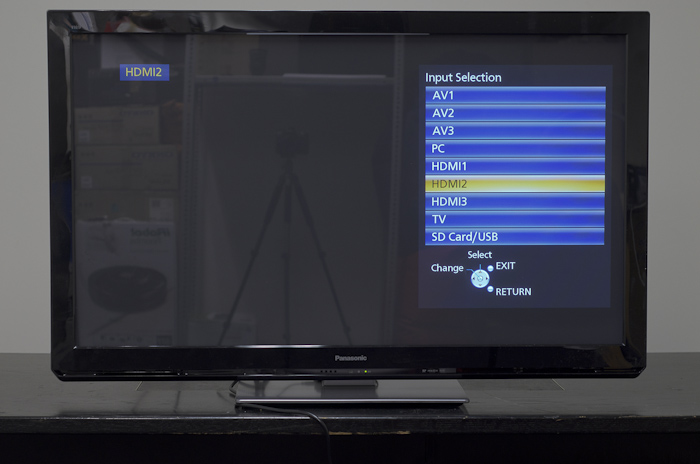 HDMI2
Input Selection
AV1
AV2
AV3
PC
HDMI1
HDMI2
HDMI3
TV
SD Card/USB
Select
Change
EXIT
RETURN
Panasonic